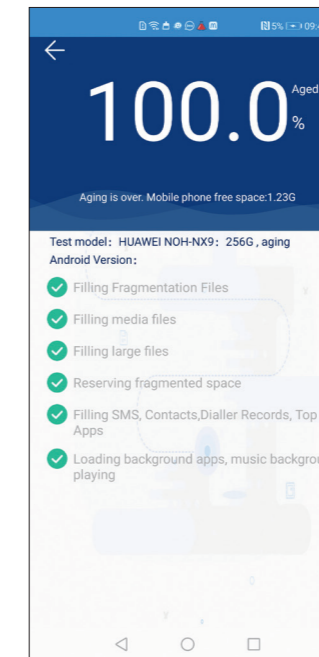 5% 09:4
Aged
100.0 %
Aging is over. Mobile phone free space:1.23G
Test model: HUAWEI NOH-NX9: 256G , aging
Android Version:
Filling Fragmentation Files
Filling media files
Filling large files
Reserving fragmented space
Filling SMS, Contacts,Dialler Records, Top
Apps
Loading background apps, music backgrou
playing